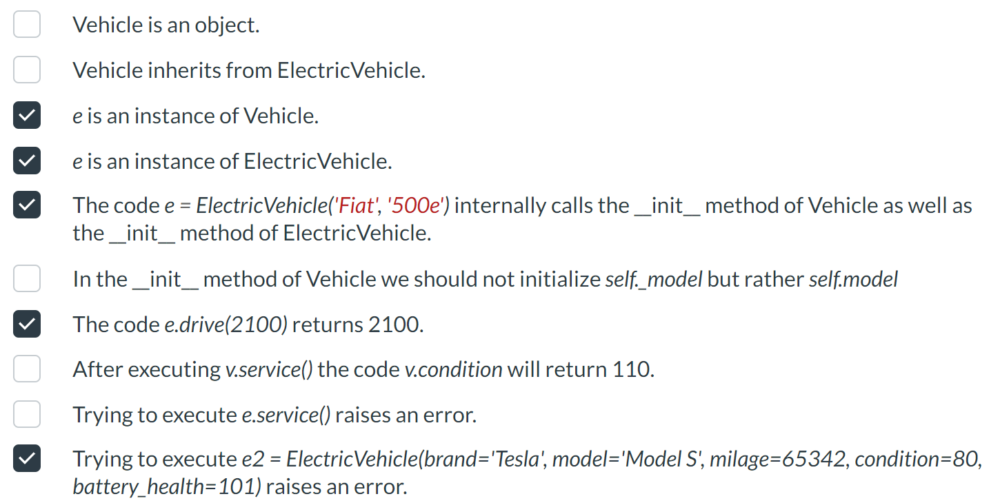 Vehicle is an object.
Vehicle inherits from ElectricVehicle.
e is an instance of Vehicle.
e is an instance of ElectricVehicle.
The code e = ElectricVehicle('Fiat', '500e') internally calls the __init__ method of Vehicle as well as
the __init__ method of ElectricVehicle.
In the __init__ method of Vehicle we should not initialize self._model but rather self.model
The code e.drive(2100) returns 2100.
After executing v.service() the code v.condition will return 110.
Trying to execute e.service() raises an error.
Trying to execute e2 = ElectricVehicle(brand='Tesla', model='Model S', milage=65342, condition=80,
battery_health=101) raises an error.